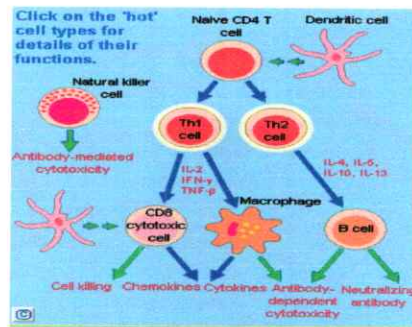 Click on the 'hot'
cell types for
details of their
functions.
Naive CD4 T
cell
Dendritic cell
Natural killer
cell
Antibody-mediated
cytotoxicity
Th1
cell
Th2
cell
IL-2
IFN-γ
TNF-β
IL-4, IL-5,
IL-10, IL-13
Macrophage
CD8
cytotoxic
cell
B cell
Cell killing
Chemokines
Cytokines
Antibody-
dependent
cytotoxicity
Neutralizing
antibody
©